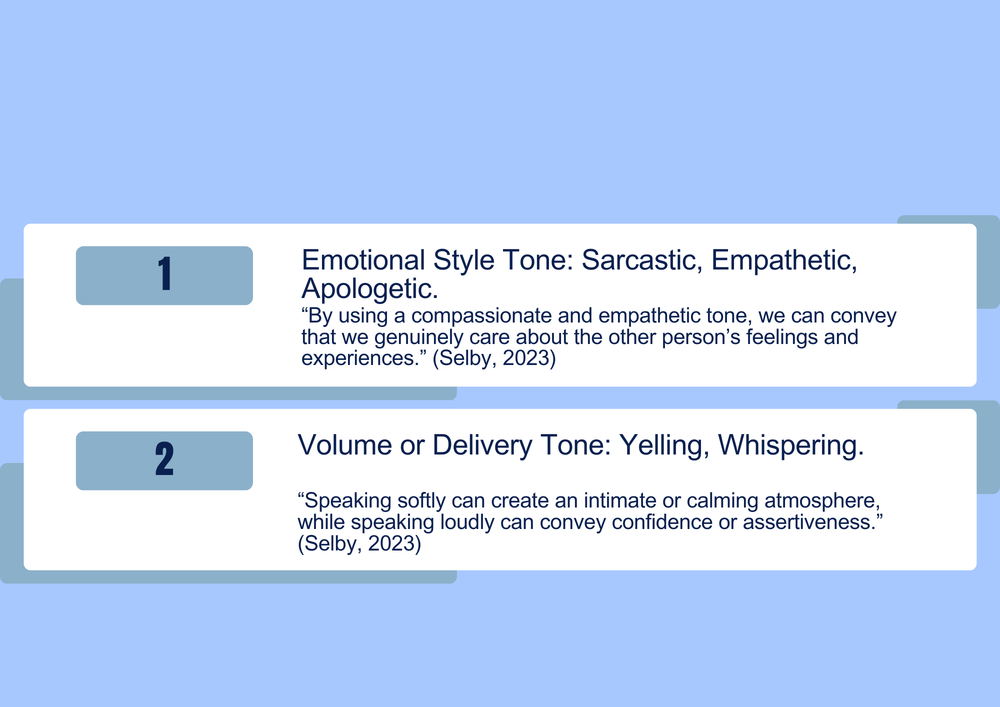 1
Emotional Style Tone: Sarcastic, Empathetic,
Apologetic.
“By using a compassionate and empathetic tone, we can convey
that we genuinely care about the other person’s feelings and
experiences.” (Selby, 2023)
2
Volume or Delivery Tone: Yelling, Whispering.
“Speaking softly can create an intimate or calming atmosphere,
while speaking loudly can convey confidence or assertiveness.”
(Selby, 2023)